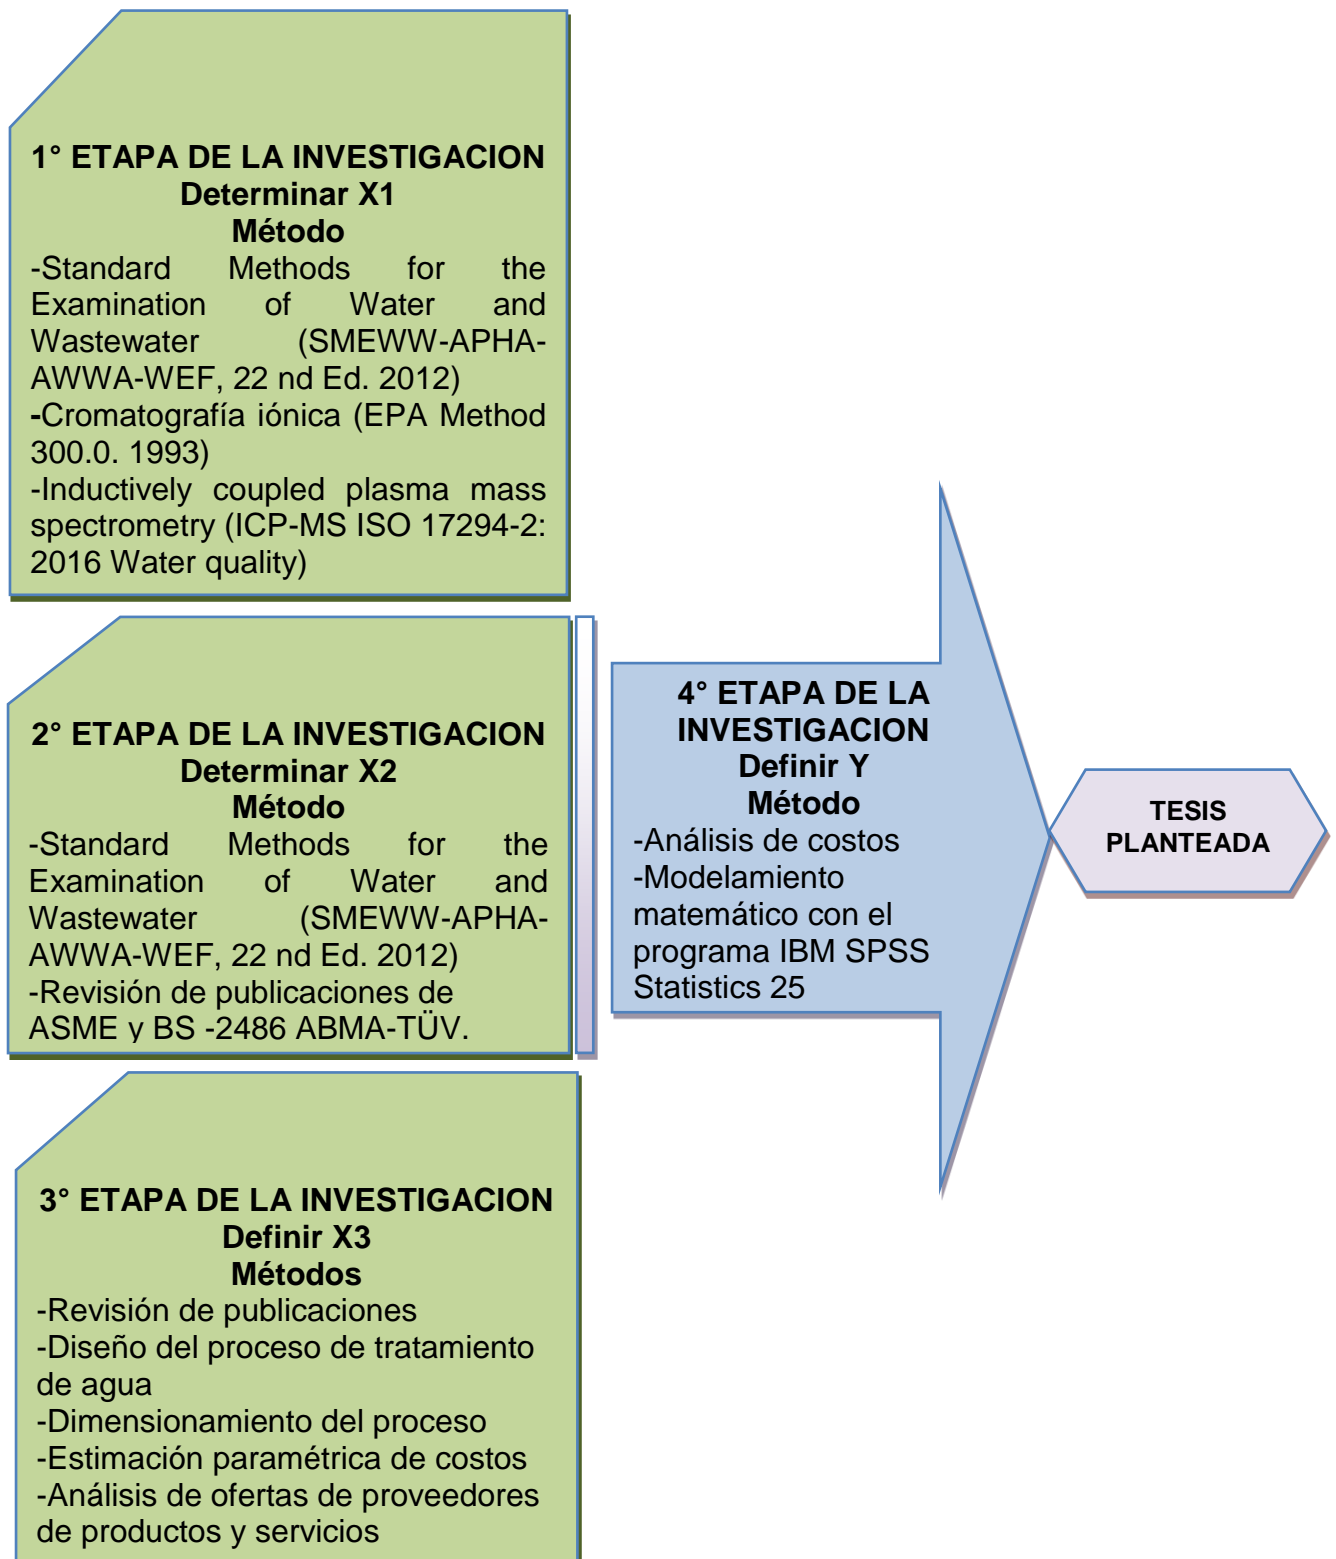 1° ETAPA DE LA INVESTIGACION
Determinar X1
Método
-Standard Methods for the
Examination of Water and
Wastewater (SMEWW-APHA-
AWWA-WEF, 22 nd Ed. 2012)
-Cromatografía iónica (EPA Method
300.0. 1993)
-Inductively coupled plasma mass
spectrometry (ICP-MS ISO 17294-2:
2016 Water quality)
2° ETAPA DE LA INVESTIGACION
Determinar X2
Método
-Standard Methods for the
Examination of Water and
Wastewater (SMEWW-APHA-
AWWA-WEF, 22 nd Ed. 2012)
-Revisión de publicaciones de
ASME y BS -2486 ABMA-TÜV.
3° ETAPA DE LA INVESTIGACION
Definir X3
Métodos
-Revisión de publicaciones
-Diseño del proceso de tratamiento
de agua
-Dimensionamiento del proceso
-Estimación paramétrica de costos
-Análisis de ofertas de proveedores
de productos y servicios
4° ETAPA DE LA
INVESTIGACION
Definir Y
Método
-Análisis de costos
-Modelamiento
matemático con el
programa IBM SPSS
Statistics 25
TESIS
PLANTEADA